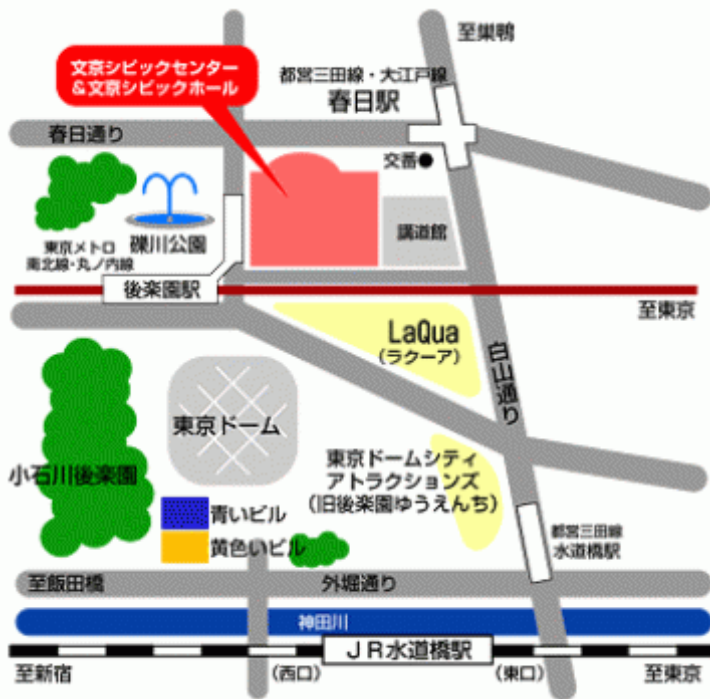 至巣鴨
文京シビックセンター
&文京シビックホール
都営三田線・大江戸線
春日駅
春日通り
交番●
講道館
東京メトロ
南北線・丸ノ内線
礫川公園
後楽園駅
至東京
LaQua
(ラクーア)
白山通り
東京ドーム
小石川後楽園
東京ドームシティ
アトラクションズ
(旧後楽園ゆうえんち)
青いビル
黄色いビル
都営三田線
水道橋駅
至飯田橋
外堀通り
神田川
JR水道橋駅
至新宿
(西口)
(東口)
至東京